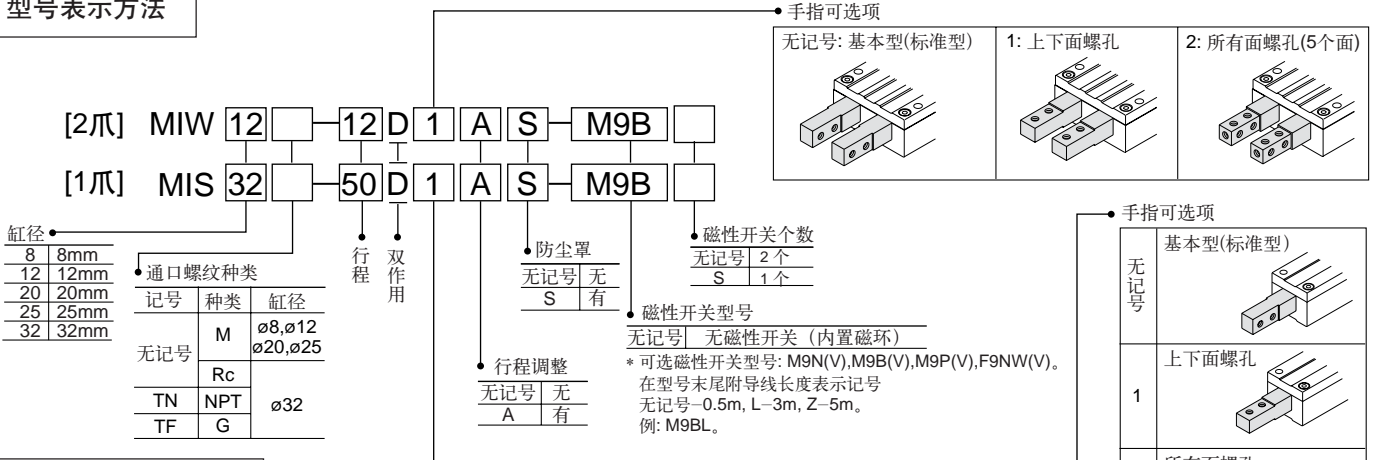 型号表示方法
手指可选项
无记号: 基本型(标准型)
1: 上下面螺孔
2: 所有面螺孔(5个面)
[2爪] MIW 12 12 D 1 A S M9B
[1爪] MIS 32 50 D 1 A S M9B
缸径
8 8mm
12 12mm
20 20mm
25 25mm
32 32mm
通口螺纹种类
记号 种类 缸径
无记号 M ø8,ø12
ø20,ø25
Rc ø32
TN NPT
TF G
行程
双作用
行程调整
无记号 无
A 有
防尘罩
无记号 无
S 有
磁性开关个数
无记号 2个
S 1个
磁性开关型号
无记号 无磁性开关（内置磁环）
* 可选磁性开关型号: M9N(V),M9B(V),M9P(V),F9NW(V)。
在型号末尾附导线长度表示记号
无记号−0.5m, L−3m, Z−5m。
例: M9BL。
手指可选项
无记号
基本型(标准型)
1
上下面螺孔